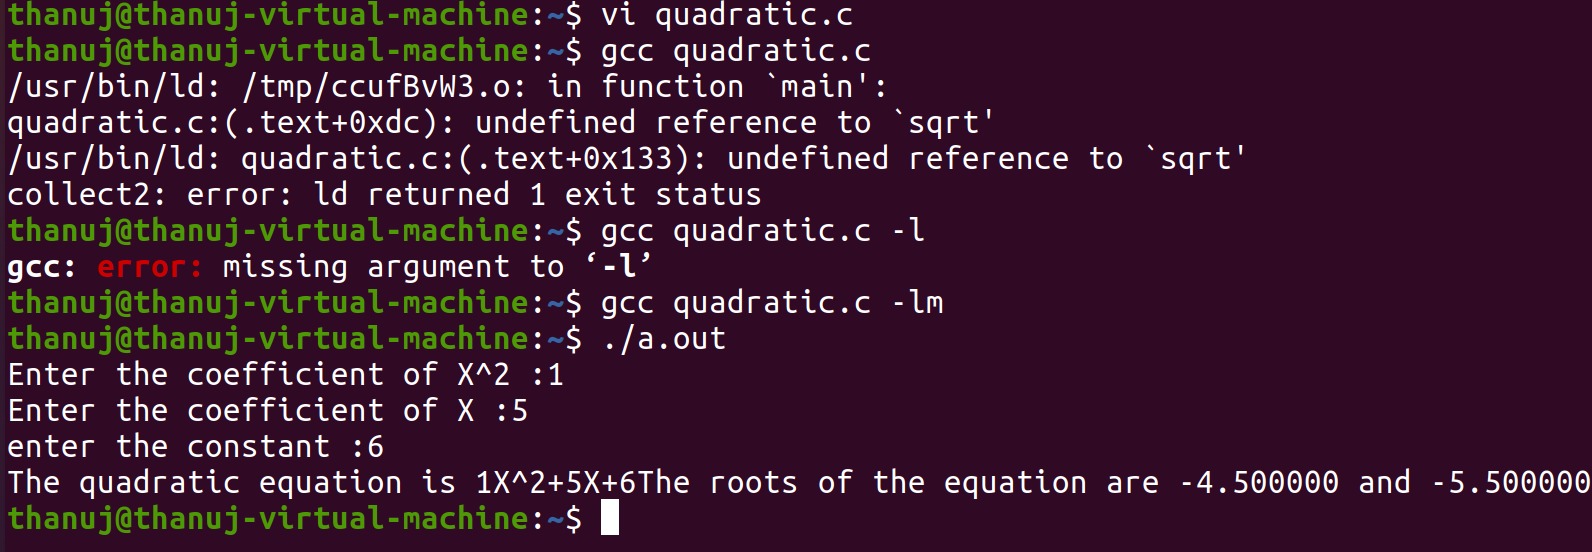 thanuj@thanuj-virtual-machine:~$ vi quadratic.c
thanuj@thanuj-virtual-machine:~$ gcc quadratic.c
/usr/bin/ld: /tmp/ccufBvW3.o: in function `main':
quadratic.c:(.text+0xdc): undefined reference to `sqrt'
/usr/bin/ld: quadratic.c:(.text+0x133): undefined reference to `sqrt'
collect2: error: ld returned 1 exit status
thanuj@thanuj-virtual-machine:~$ gcc quadratic.c -l
gcc: error: missing argument to ‘-l’
thanuj@thanuj-virtual-machine:~$ gcc quadratic.c -lm
thanuj@thanuj-virtual-machine:~$ ./a.out
Enter the coefficient of X^2 :1
Enter the coefficient of X :5
enter the constant :6
The quadratic equation is 1X^2+5X+6The roots of the equation are -4.500000 and -5.500000
thanuj@thanuj-virtual-machine:~$